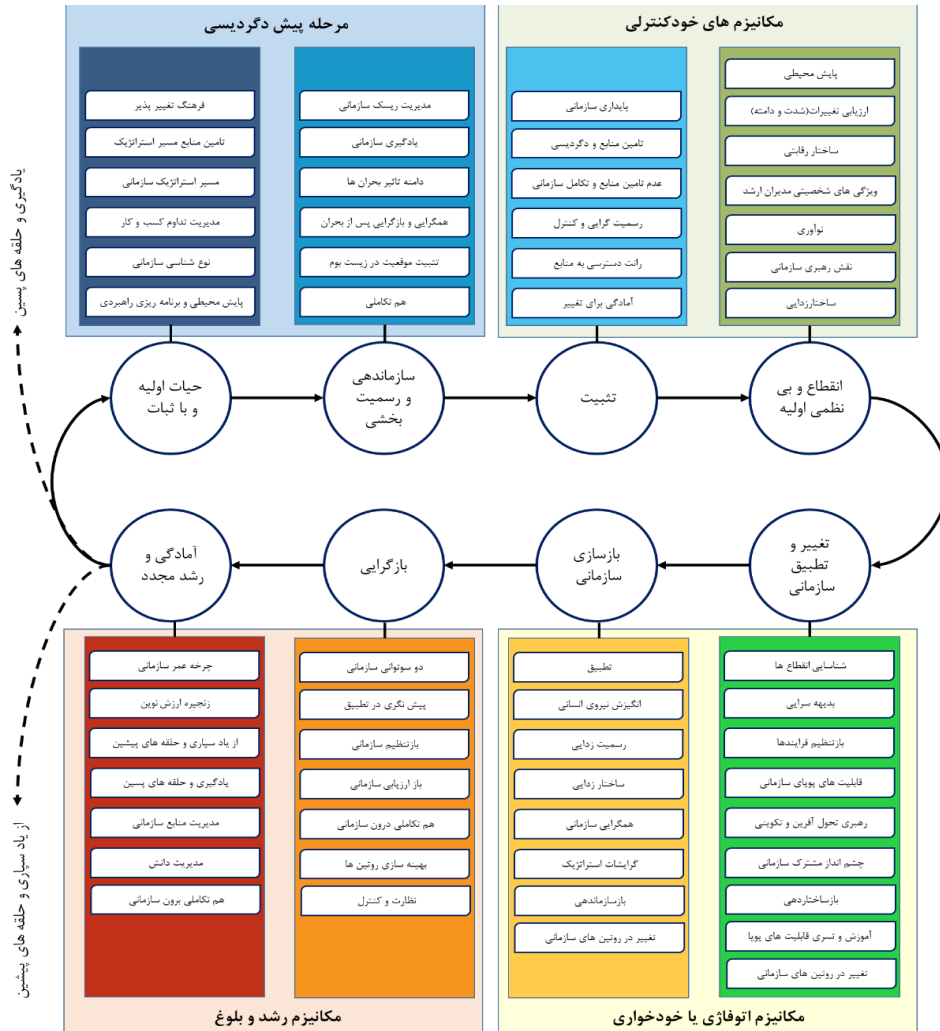 مکانیزم های خودکنترلی
پایش محیطی
ارزیابی تغییرات(شدت و دامنه)
ساختار رقابتی
ویژگی های شخصیتی مدیران ارشد
نوآوری
نقش رهبری سازمانی
ساختارزدایی
پایداری سازمانی
تامین منابع و دگردیسی
عدم تامین منابع و تکامل سازمانی
رسمیت گرایی و کنترل
رانت دسترسی به منابع
آمادگی برای تغییر
مرحله پیش دگردیسی
مدیریت ریسک سازمانی
یادگیری سازمانی
دامنه تاثیر بحران ها
همگرایی و بازگرایی پس از بحران
تثبیت موقعیت در زیست بوم
هم تکاملی
فرهنگ تغییر پذیر
تامین منابع مسیر استراتژیک
مسیر استراتژیک سازمانی
مدیریت تداوم کسب و کار
نوع شناسی سازمانی
پایش محیطی و برنامه ریزی راهبردی
یادگیری و حلقه های پسین
انقطاع و بی
نظمی اولیه
تثبیت
سازماندهی
و رسمیت
بخشی
حیات اولیه
و با ثبات
تغییر و
تطبیق
سازمانی
بازسازی
سازمانی
بازگرایی
آمادگی و
رشد مجدد
شناسایی انقطاع ها
بدیهه سرایی
بازتنظیم فرایندها
قابلیت های پویای سازمانی
رهبری تحول آفرین و تکوینی
چشم انداز مشترک سازمانی
بازساختاردهی
آموزش و تسری قابلیت های پویا
تغییر در روتین های سازمانی
تطبیق
انگیزش نیروی انسانی
رسمیت زدایی
ساختار زدایی
همگرایی سازمانی
گرایشات استراتژیک
بازسازماندهی
تغییر در روتین های سازمانی
مکانیزم اتوفاژی یا خودخواری
دو سوتوانی سازمانی
پیش نگری در تطبیق
بازتنظیم سازمانی
باز ارزیابی سازمانی
هم تکاملی درون سازمانی
بهینه سازی روتین ها
نظارت و کنترل
چرخه عمر سازمانی
زنجیره ارزش نوین
از یاد سپاری و حلقه های پیشین
یادگیری و حلقه های پسین
مدیریت منابع سازمانی
مدیریت دانش
هم تکاملی برون سازمانی
مکانیزم رشد و بلوغ
از یاد سپاری و حلقه های پیشین